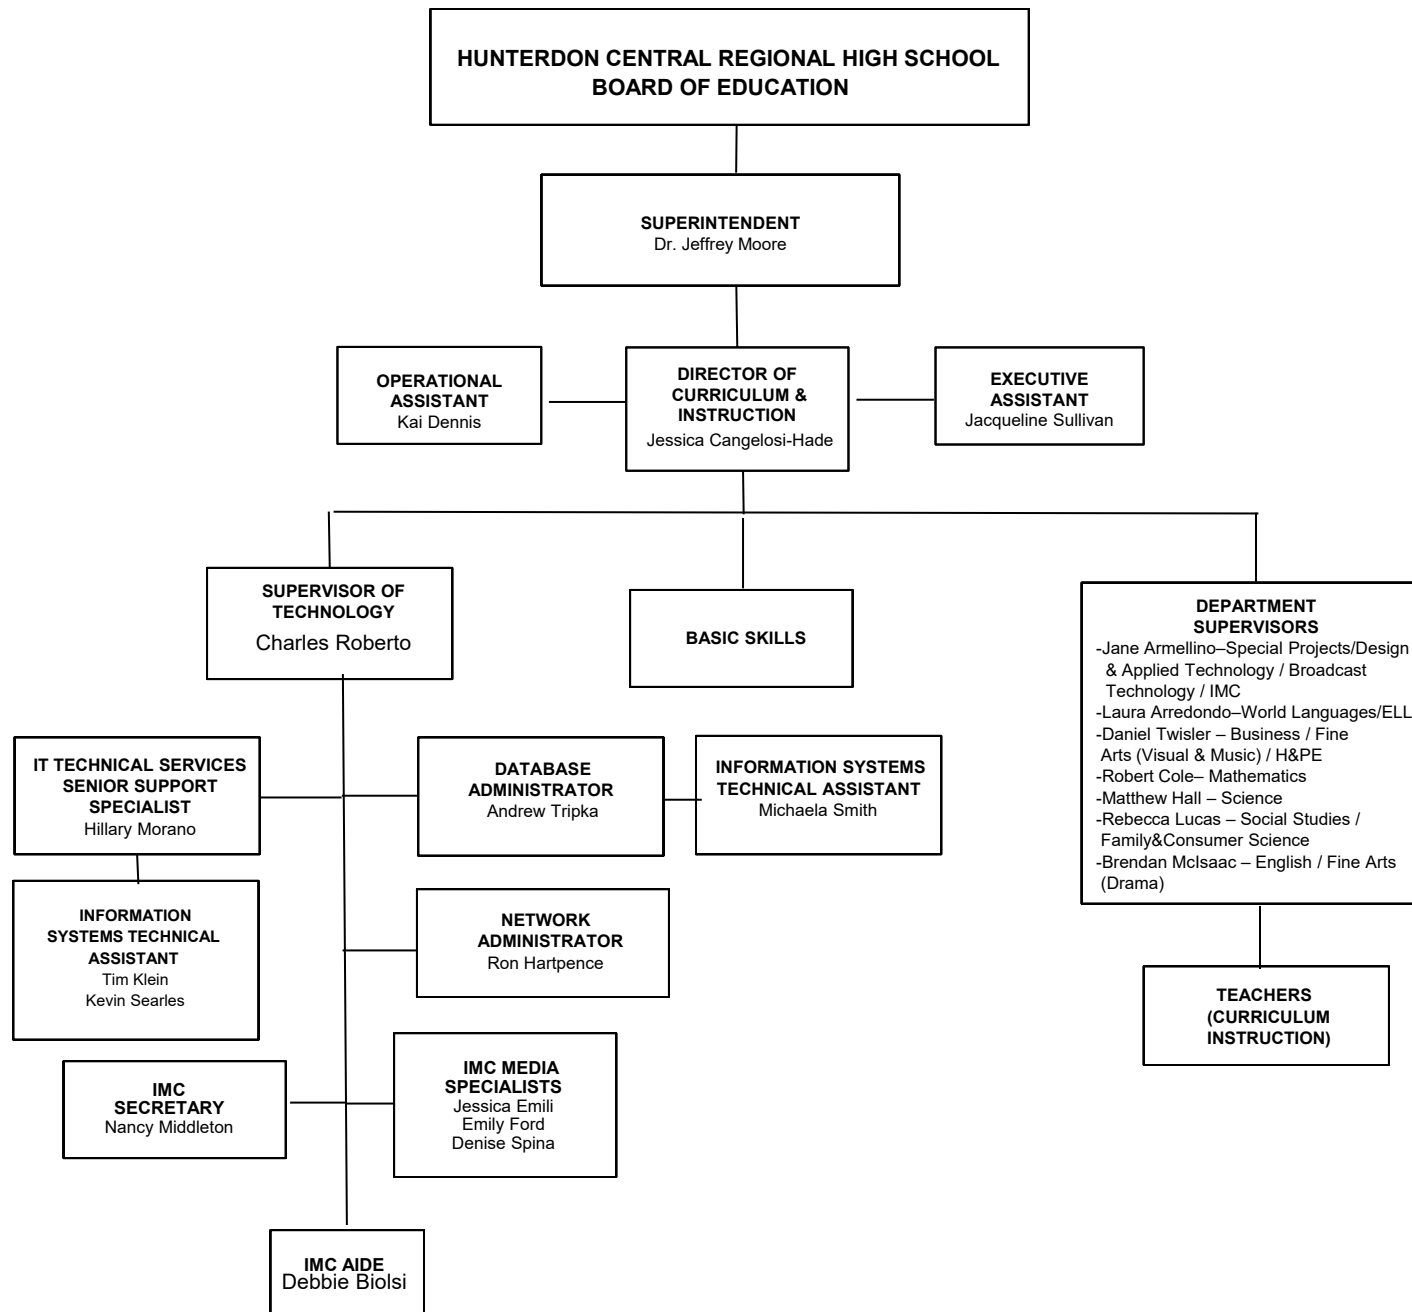 HUNTERDON CENTRAL REGIONAL HIGH SCHOOL
BOARD OF EDUCATION
SUPERINTENDENT
Dr. Jeffrey Moore
OPERATIONAL
ASSISTANT
Kai Dennis
DIRECTOR OF
CURRICULUM &
INSTRUCTION
Jessica Cangelosi-Hade
EXECUTIVE
ASSISTANT
Jacqueline Sullivan
SUPERVISOR OF
TECHNOLOGY
Charles Roberto
BASIC SKILLS
DEPARTMENT
SUPERVISORS
-Jane Armellino–Special Projects/Design
& Applied Technology / Broadcast
Technology / IMC
-Laura Arredondo–World Languages/ELL
-Daniel Twisler – Business / Fine
Arts (Visual & Music) / H&PE
-Robert Cole– Mathematics
-Matthew Hall – Science
-Rebecca Lucas – Social Studies /
Family&Consumer Science
-Brendan McIsaac – English / Fine Arts
(Drama)
IT TECHNICAL SERVICES
SENIOR SUPPORT
SPECIALIST
Hillary Morano
DATABASE
ADMINISTRATOR
Andrew Tripka
INFORMATION SYSTEMS
TECHNICAL ASSISTANT
Michaela Smith
INFORMATION
SYSTEMS TECHNICAL
ASSISTANT
Tim Klein
Kevin Searles
NETWORK
ADMINISTRATOR
Ron Hartpence
TEACHERS
(CURRICULUM
INSTRUCTION)
IMC
SECRETARY
Nancy Middleton
IMC MEDIA
SPECIALISTS
Jessica Emili
Emily Ford
Denise Spina
IMC AIDE
Debbie Biolsi